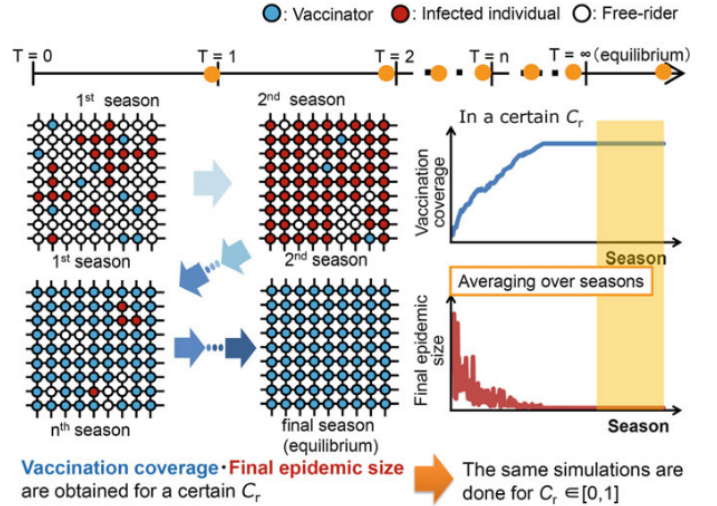 : Vaccinator : Infected individual : Free-rider
T = 0 T = 1 T = 2 T = n T = ∞ (equilibrium)
1st season 2nd season
In a certain Cr
Vaccination coverage
Season
1st season 2nd season
Averaging over seasons
Final epidemic size
Season
nth season
final season
(equilibrium)
Vaccination coverage · Final epidemic size
are obtained for a certain Cr
The same simulations are
done for Cr ∈[0,1]